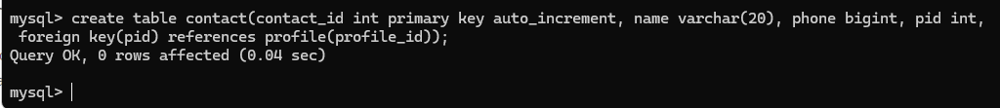 mysql> create table contact(contact_id int primary key auto_increment, name varchar(20), phone bigint, pid int,
 foreign key(pid) references profile(profile_id));
Query OK, 0 rows affected (0.04 sec)

mysql>